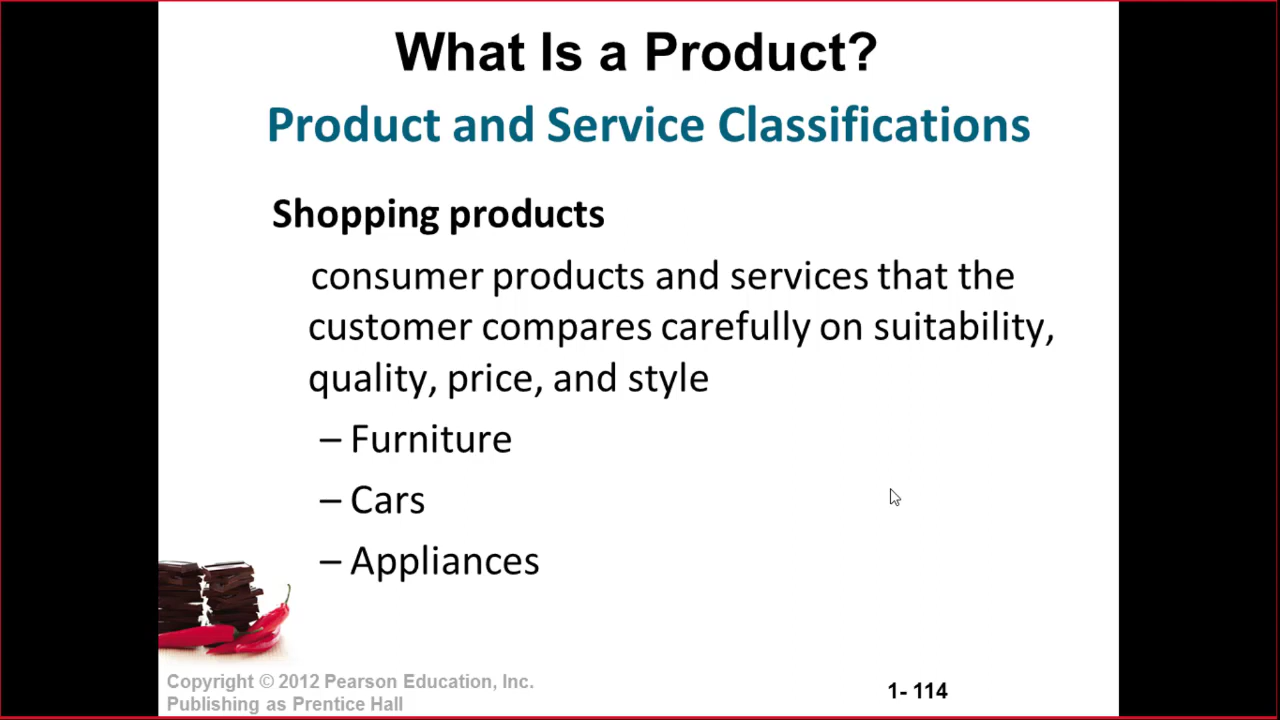 What Is a Product?
Product and Service Classifications
Shopping products
consumer products and services that the
customer compares carefully on suitability,
quality, price, and style
– Furniture
– Cars
– Appliances
Copyright © 2012 Pearson Education, Inc.
Publishing as Prentice Hall
1- 114